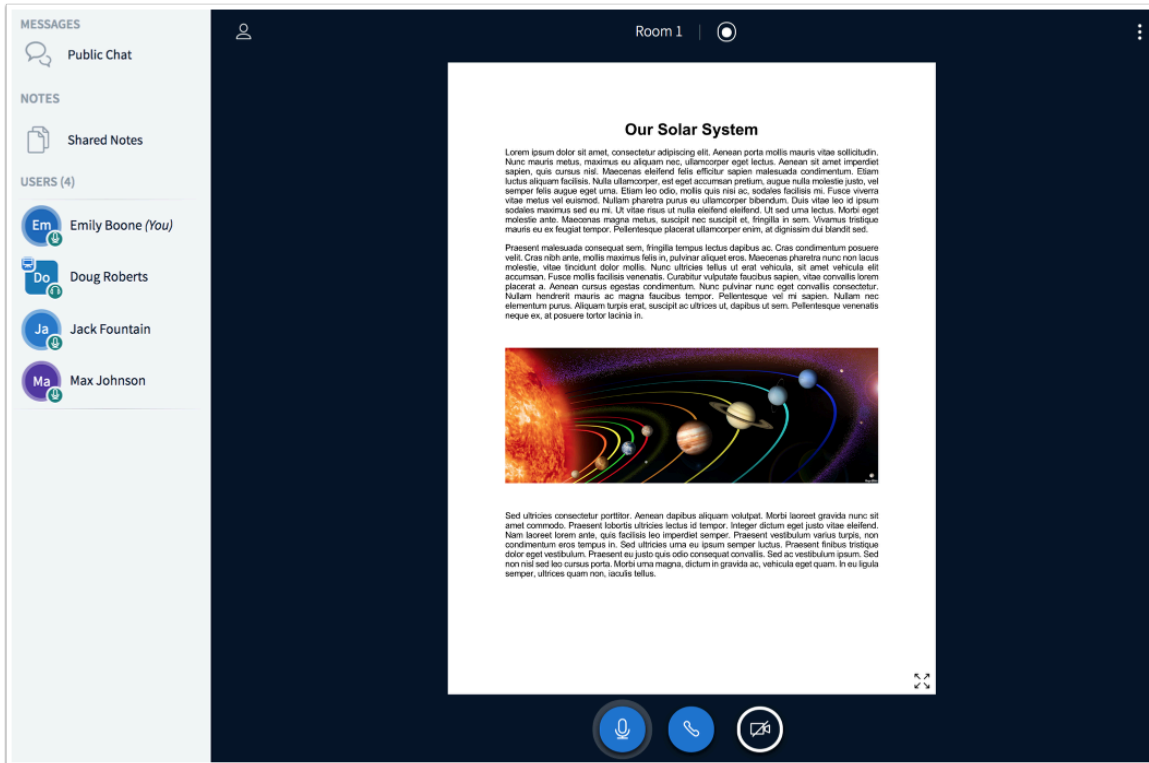 MESSAGES
Public Chat
NOTES
Shared Notes
USERS (4)
Em
Emily Boone (You)
Do
Doug Roberts
Ja
Jack Fountain
Ma
Max Johnson
Room 1
Our Solar System
Lorem ipsum dolor sit amet, consectetur adipiscing elit. Aenean porta mollis mauris vitae sollicitudin.
Nunc mauris metus, maximus eu aliquam nec, ullamcorper eget lectus. Aenean sit amet imperdiet
sapien, quis cursus nisl. Maecenas eleifend felis efficitur sapien malesuada condimentum. Etiam
luctus aliquam facilisis. Nulla ullamcorper, est eget accumsan pretium, augue nulla molestie justo, vel
semper felis augue eget urna. Etiam leo odio, mollis quis nisi ac, sodales facilisis mi. Fusce viverra
vitae metus vel euismod. Nullam pharetra purus eu ullamcorper bibendum. Duis vitae leo id ipsum
sodales maximus sed eu mi. Ut vitae risus ut nulla eleifend eleifend. Ut sed urna lectus. Morbi eget
molestie ante. Maecenas magna metus, suscipit nec suscipit et, fringilla in sem. Vivamus tristique
mauris eu ex feugiat tempor. Pellentesque placerat ullamcorper enim, at dignissim dui blandit sed.
Praesent malesuada consequat sem, fringilla tempus lectus dapibus ac. Cras condimentum posuere
velit. Cras nibh ante, mollis maximus felis in, pulvinar aliquet eros. Maecenas pharetra nunc non lacus
molestie, vitae tincidunt dolor mollis. Nunc ultricies tellus ut erat vehicula, sit amet vehicula elit
accumsan. Fusce mollis facilisis venenatis. Curabitur vulputate faucibus sapien, vitae convallis lorem
placerat a. Aenean cursus egestas condimentum. Nunc pulvinar nunc eget convallis consectetur.
Nullam hendrerit mauris ac magna faucibus tempor. Pellentesque vel mi sapien. Nullam nec
elementum purus. Aliquam turpis erat, suscipit ac ultrices ut, dapibus ut sem. Pellentesque venenatis
neque ex, at posuere tortor lacinia in.
Sed ultricies consectetur porttitor. Aenean dapibus aliquam volutpat. Morbi laoreet gravida nunc sit
amet commodo. Praesent lobortis ultricies lectus id tempor. Integer dictum eget justo vitae eleifend.
Nam laoreet lorem ante, quis facilisis leo imperdiet semper. Praesent vestibulum varius turpis, non
condimentum eros tempus in. Sed ultricies urna eu ipsum semper luctus. Praesent finibus tristique
dolor eget vestibulum. Praesent eu justo quis odio consequat convallis. Sed ac vestibulum ipsum. Sed
non nisl sed leo cursus porta. Morbi urna magna, dictum in gravida ac, vehicula eget quam. In eu ligula
semper, ultrices quam non, iaculis tellus.